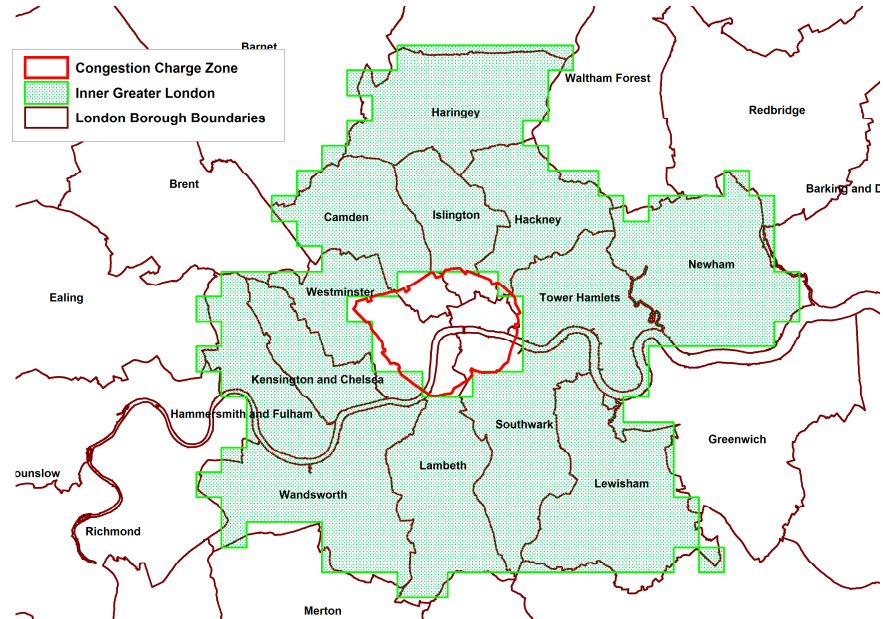 Barnet
Congestion Charge Zone
Inner Greater London
London Borough Boundaries
Waltham Forest
Haringey
Redbridge
Brent
Barking and D
Camden
Islington
Hackney
Newham
Westminster
Ealing
Tower Hamlets
Kensington and Chelsea
Hammersmith and Fulham
Southwark
Greenwich
ounslow
Lambeth
Lewisham
Wandsworth
Richmond
Merton